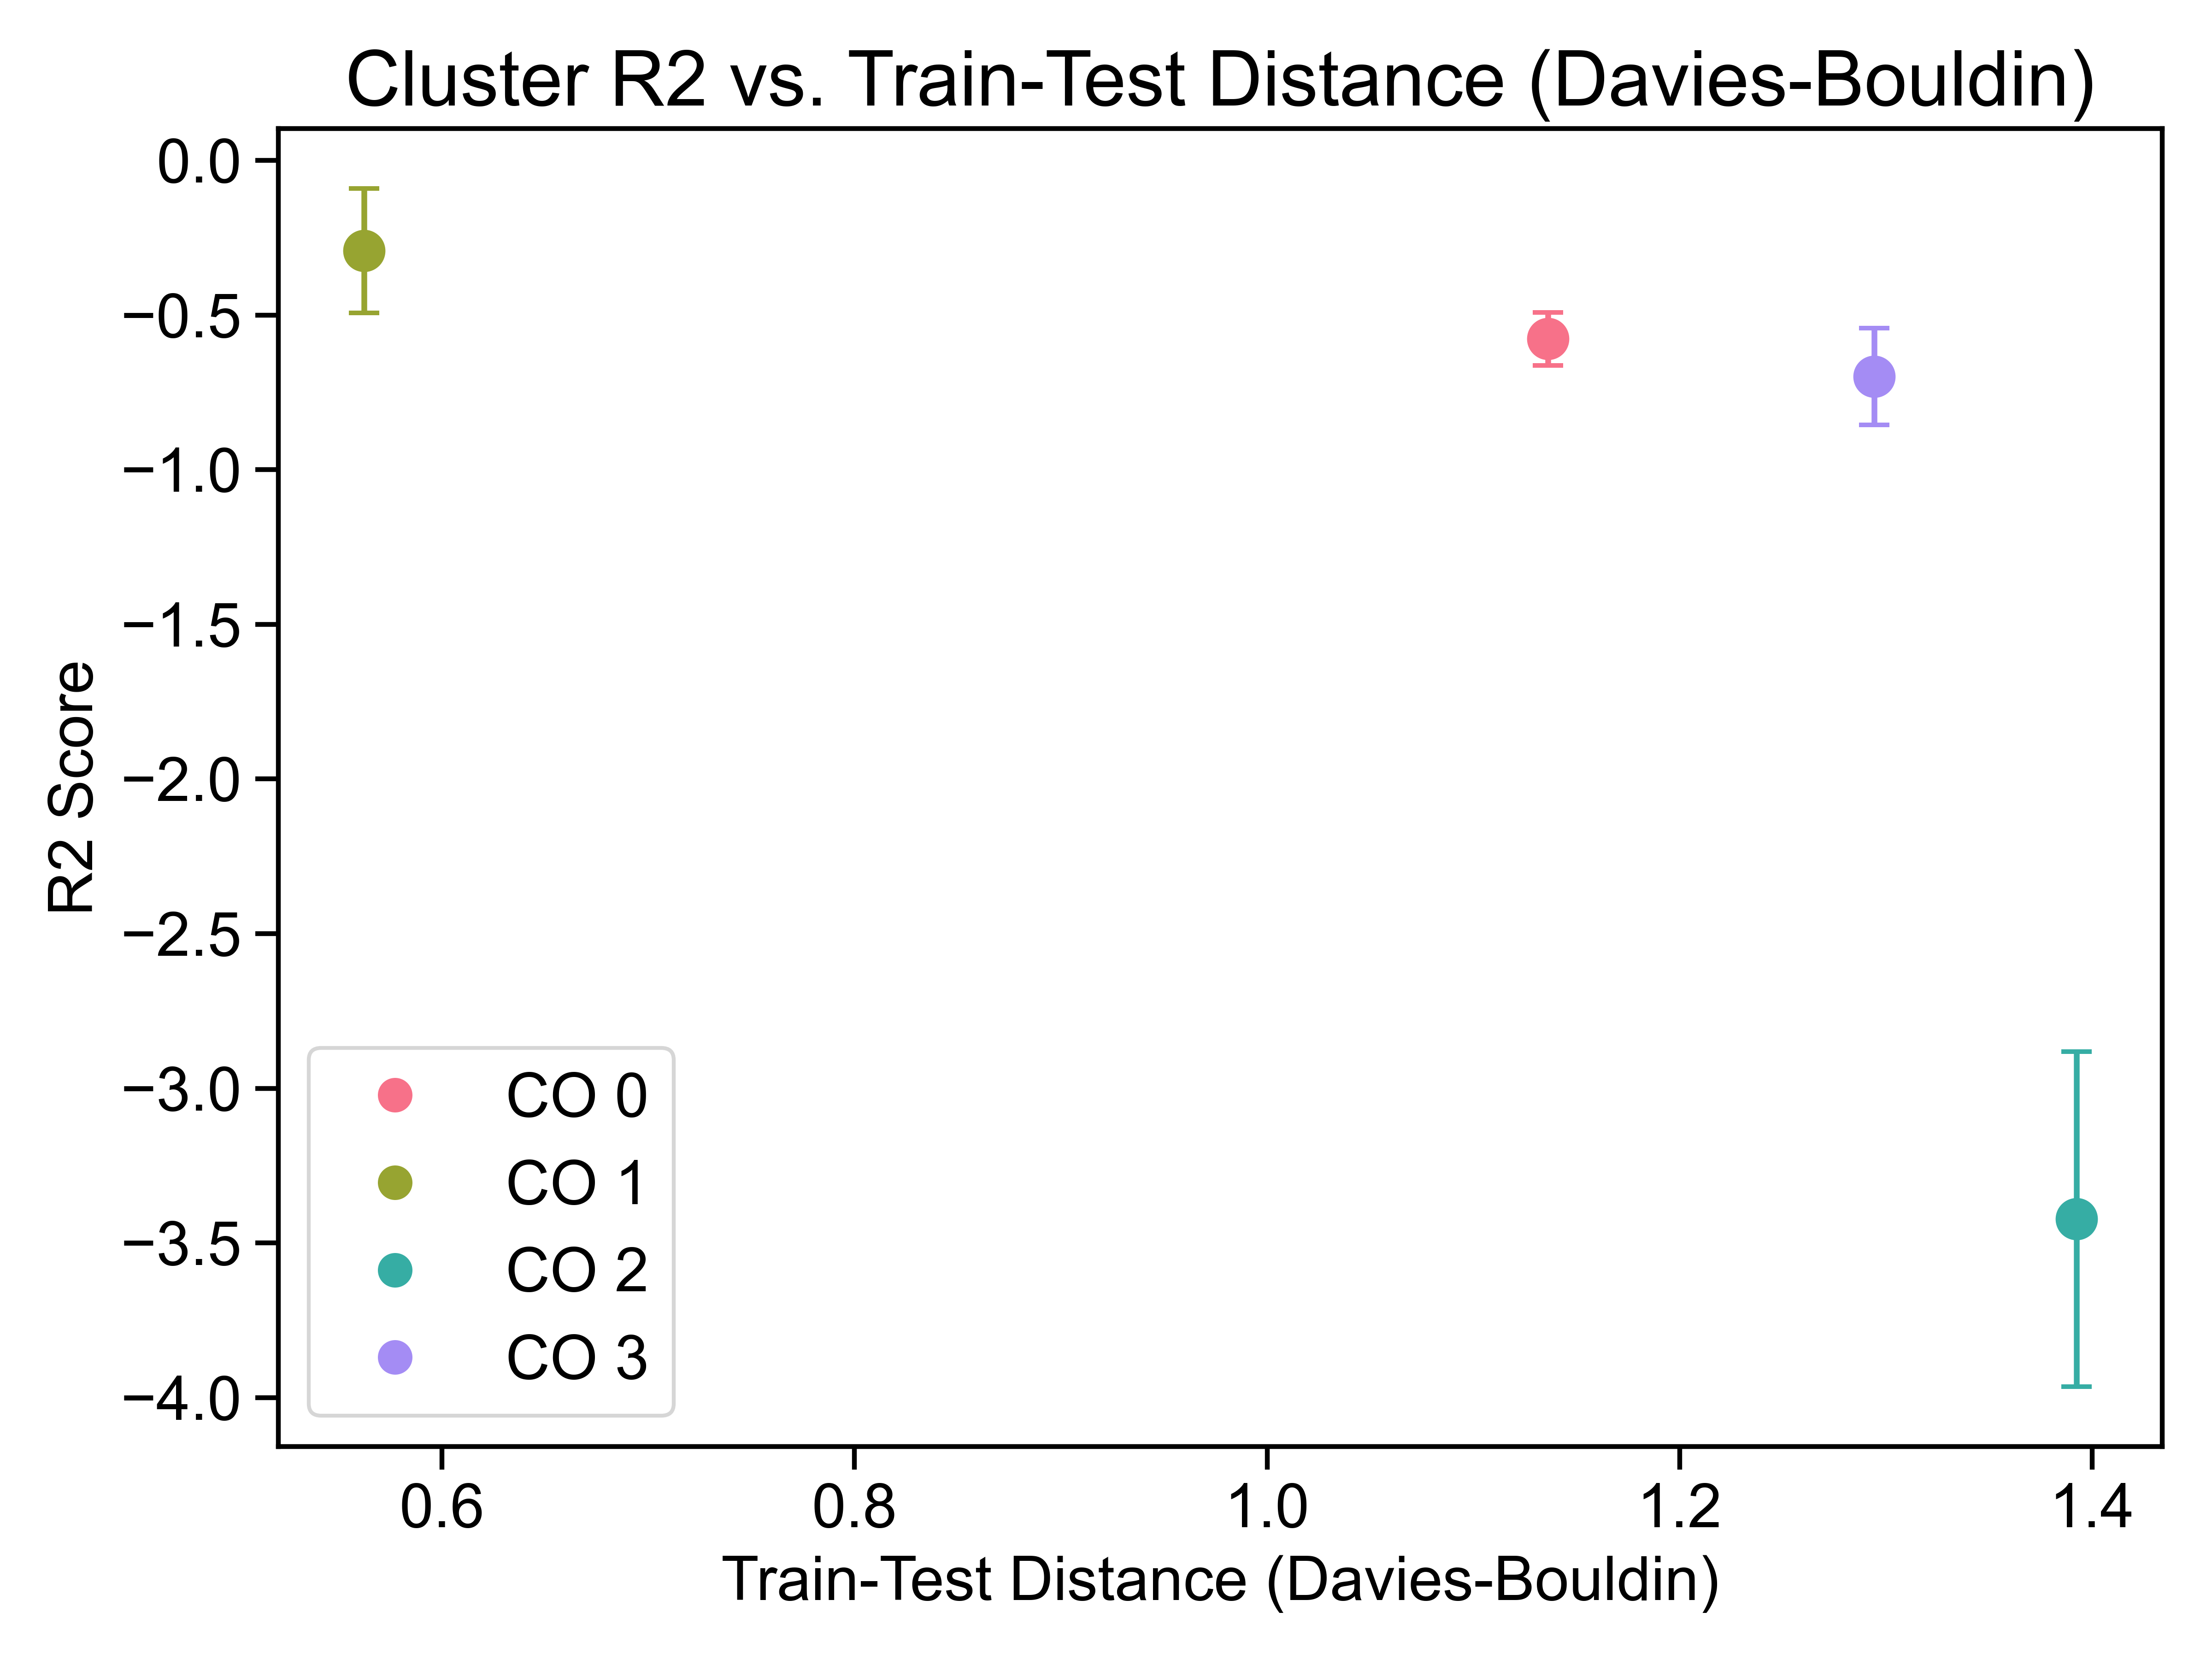 Cluster R2 vs. Train-Test Distance (Davies-Bouldin)
0.0
−0.5
−1.0
−1.5
−2.0
−2.5
−3.0
−3.5
−4.0
R2 Score
CO 0
CO 1
CO 2
CO 3
0.6 0.8 1.0 1.2 1.4
Train-Test Distance (Davies-Bouldin)